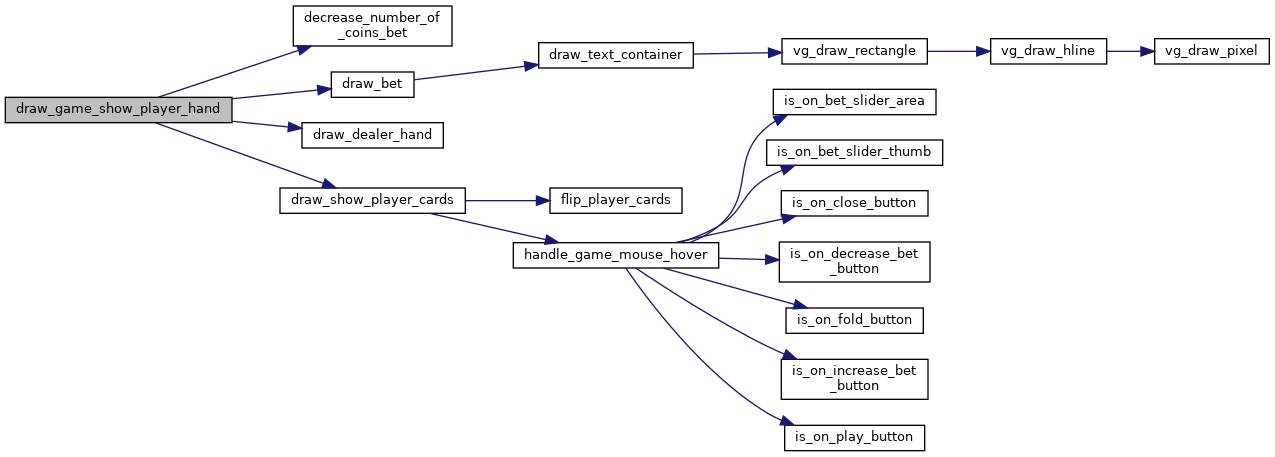 decrease_number_of
_coins_bet
draw_text_container
vg_draw_rectangle
vg_draw_hline
vg_draw_pixel
draw_bet
draw_game_show_player_hand
is_on_bet_slider_area
draw_dealer_hand
is_on_bet_slider_thumb
draw_show_player_cards
flip_player_cards
is_on_close_button
handle_game_mouse_hover
is_on_decrease_bet
_button
is_on_fold_button
is_on_increase_bet
_button
is_on_play_button